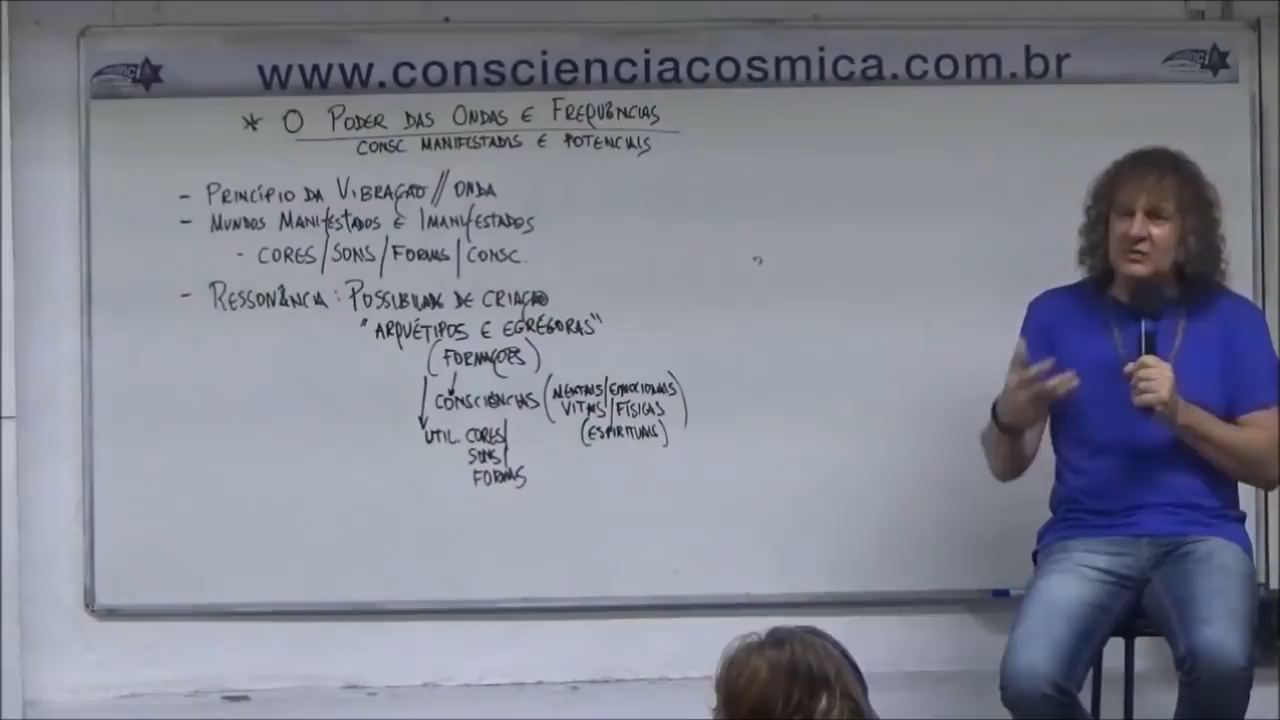 www.conscienciacosmica.com.br
* O PODER DAS ONDAS E FREQUÊNCIAS
CONSC MANIFESTADAS E POTENCIAIS
- PRINCÍPIO DA VIBRAÇÃO // ONDA
- MUNDOS MANIFESTADOS E IMANIFESTADOS
- CORES / SONS / FORMAS / CONSC.
- RESSONÂNCIA: POSSIBILIDADE DE CRIAÇÃO
"ARQUÉTIPOS E EGRÉGORAS"
(FORMAÇÕES)
CONSCIÊNCIAS (MENTAIS / EMOCIONAIS
VITAIS / FÍSICAS)
(ESPIRITUAIS)
UTIL. CORES/
SONS/
FORMAS